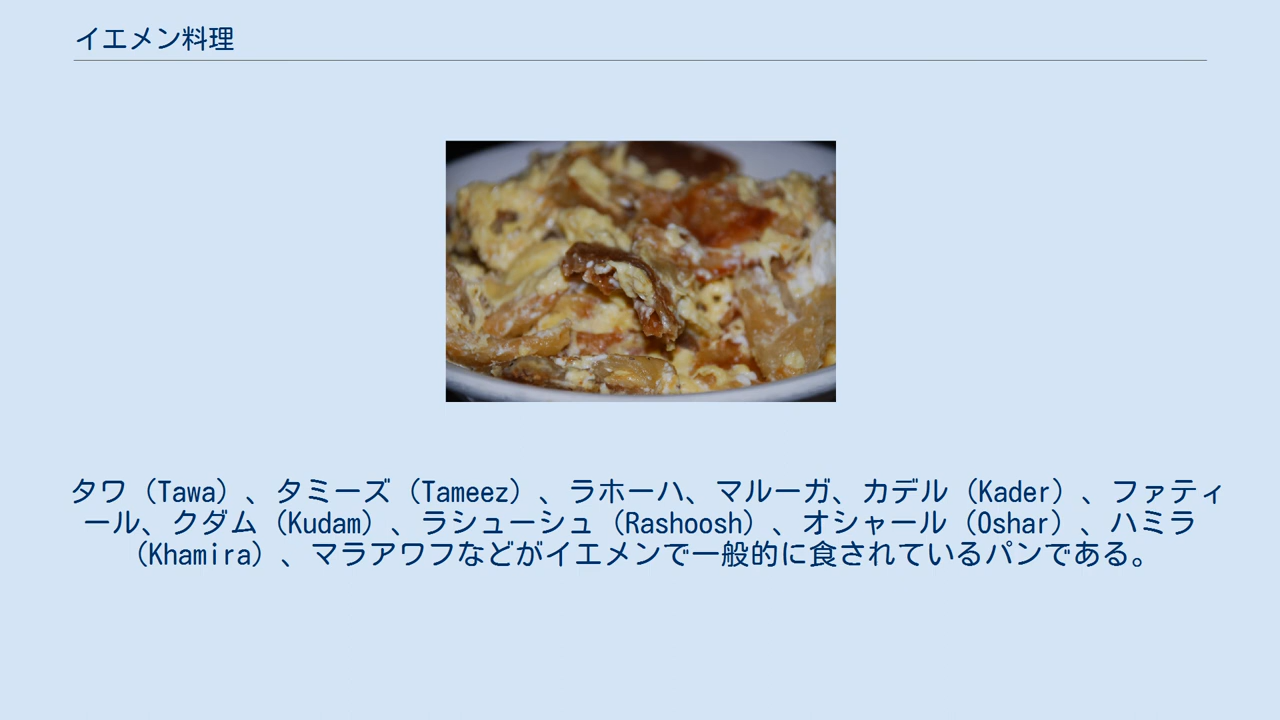 イエメン料理
タワ（Tawa）、タミーズ（Tameez）、ラホーハ、マルーガ、カデル（Kader）、ファティ
ール、クダム（Kudam）、ラシューシュ（Rashoosh）、オシャール（Oshar）、ハミラ
（Khamira）、マラアワフなどがイエメンで一般的に食されているパンである。